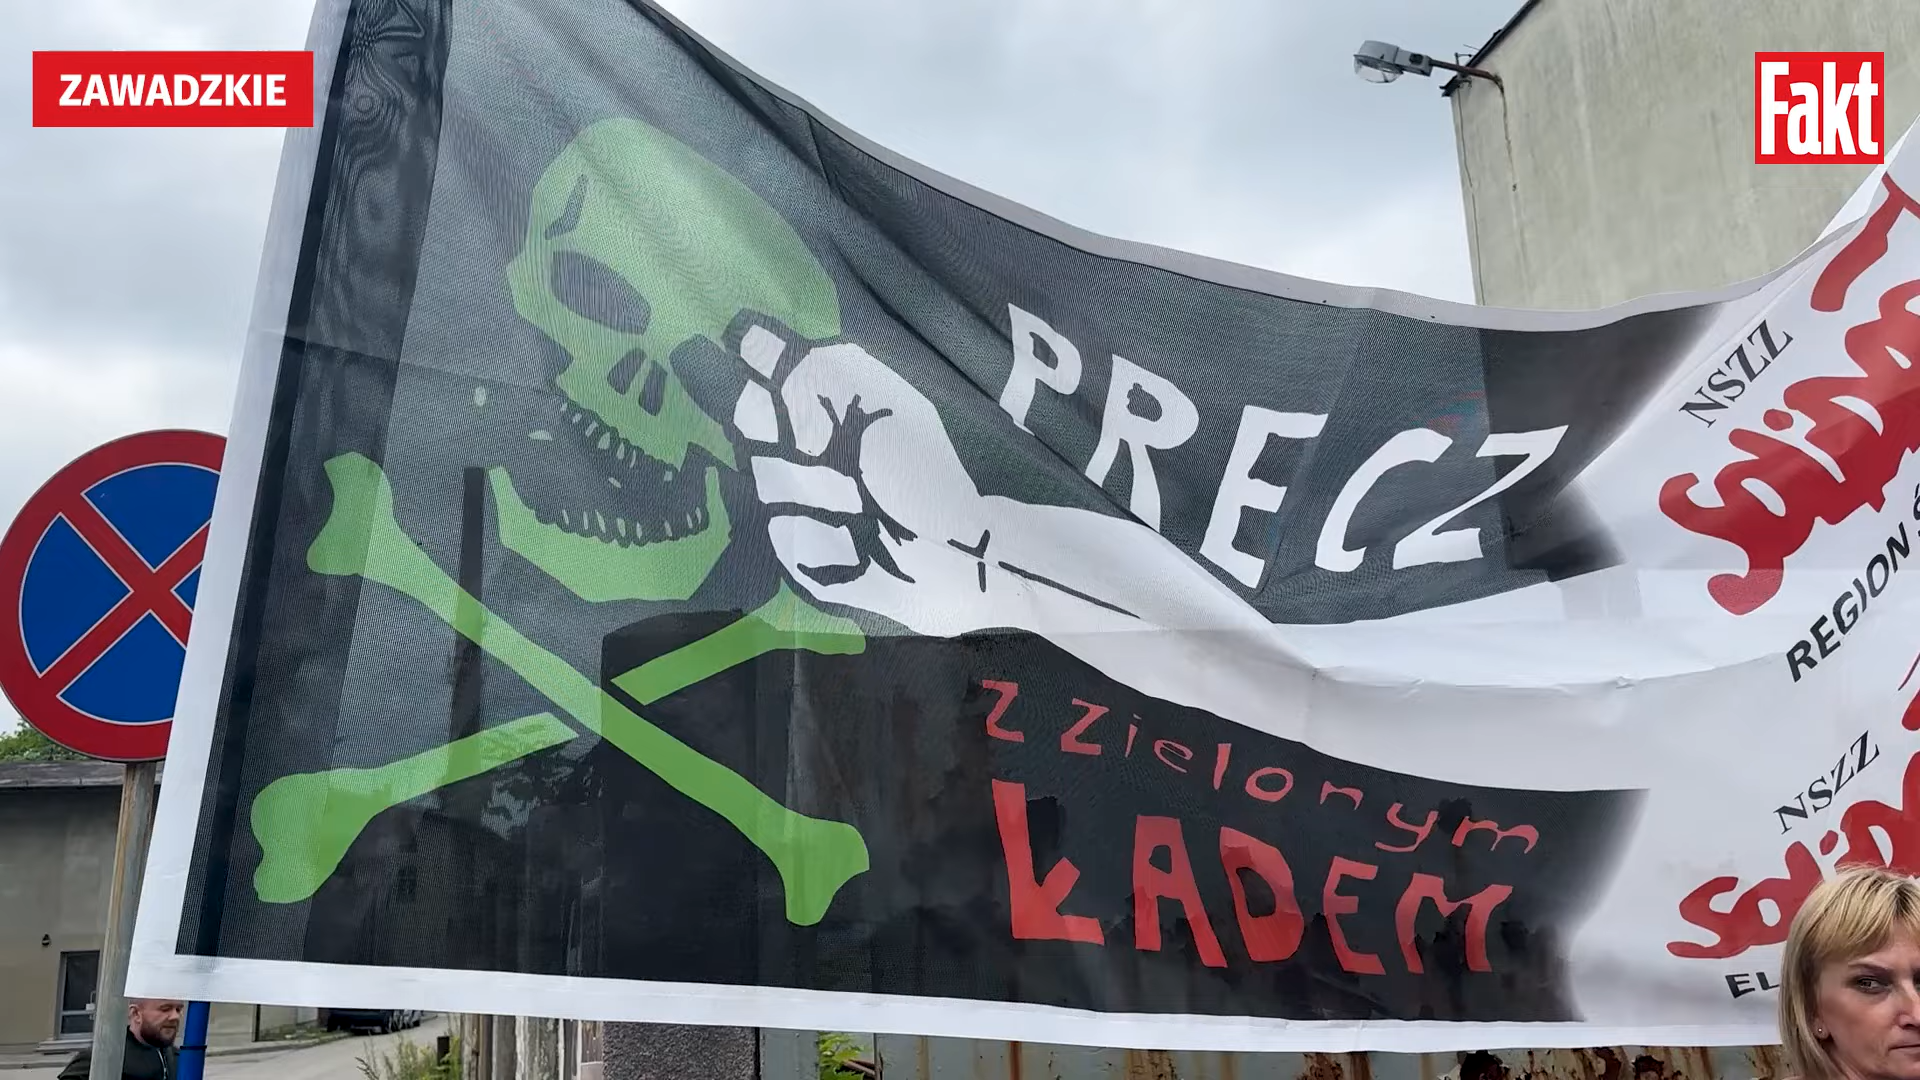 ZAWADZKIE
Fakt
PRECZ
z zielonym
ŁADEM
NSZZ
REGION
NSZZ